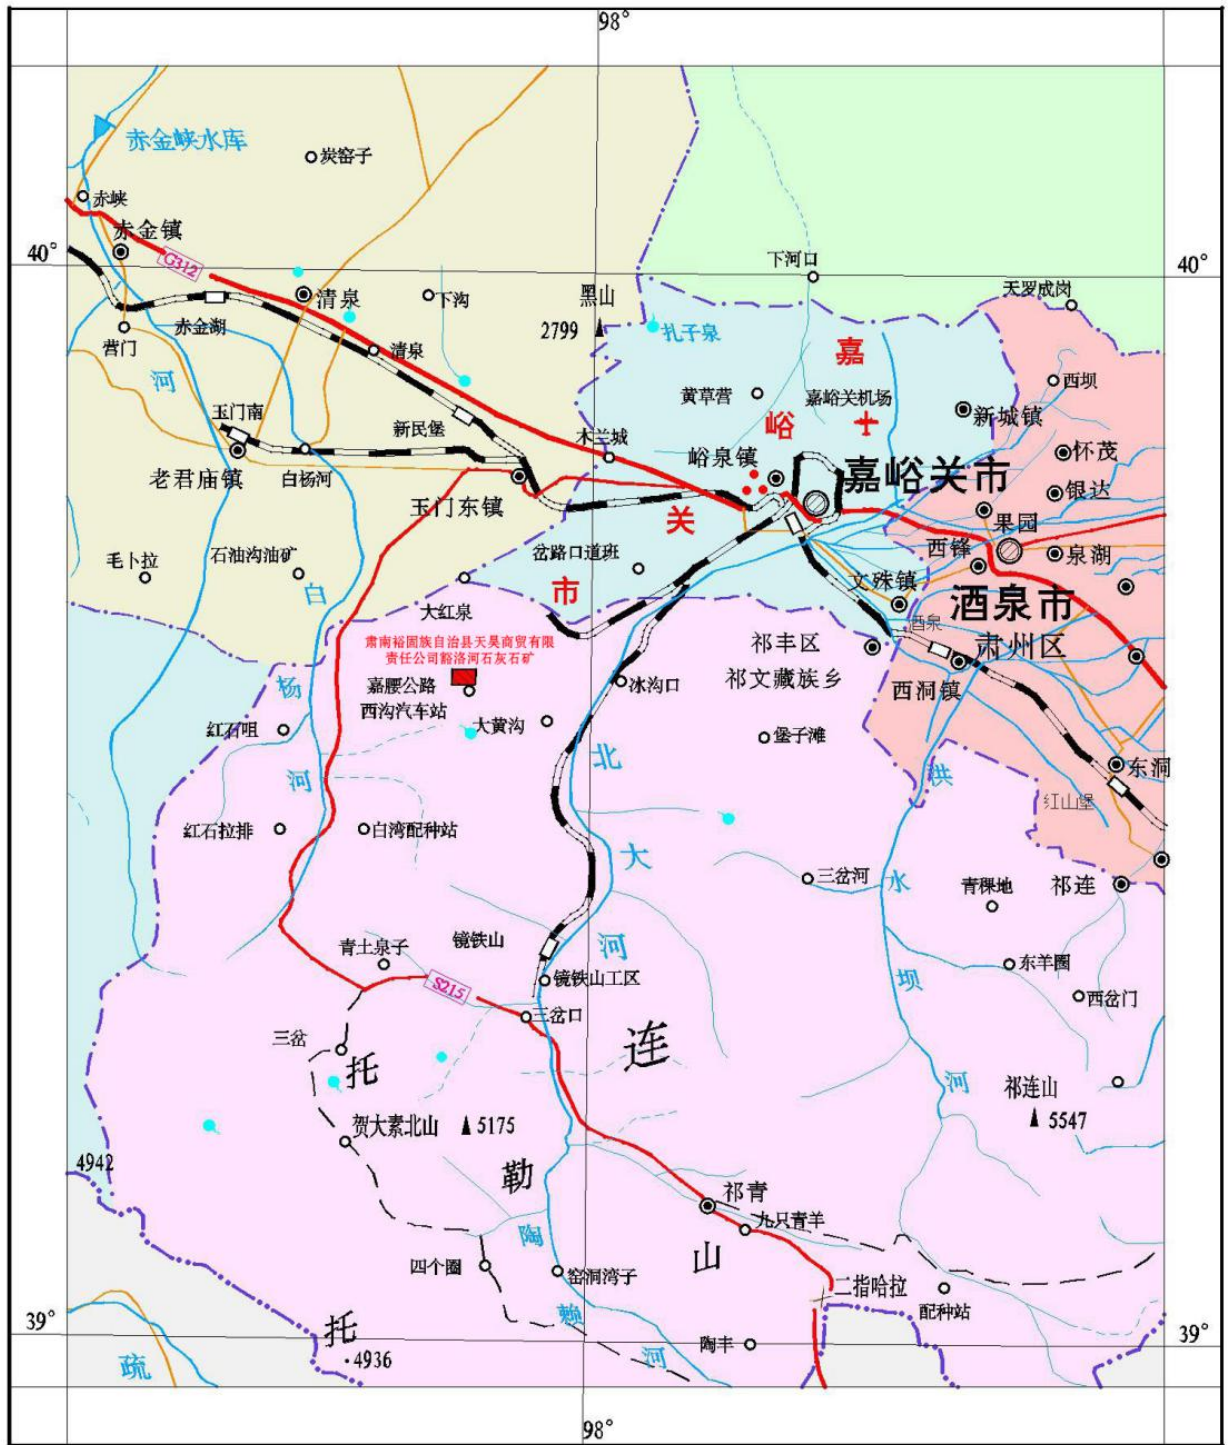 98°
赤金峡水库
炭窑子
赤峡
赤金镇
40°
G312
下河口
40°
清泉
下沟
黑山
天罗成岗
赤金湖
2799
扎子泉
营门
清泉
嘉
河
西坝
黄草营
嘉峪关机场
玉门南
新民堡
木兰城
峪
新城镇
峪泉镇
怀茂
老君庙镇
白杨河
嘉峪关市
银达
玉门东镇
关
果园
岔路口道班
西锋
泉湖
毛卜拉
石油沟油矿
市
文殊镇
白
酒泉市
大红泉
酒泉
肃南裕固族自治县天昊商贸有限
责任公司豁洛河石灰石矿
祁丰区
肃州区
杨
嘉腰公路
冰沟口
祁文藏族乡
西洞镇
西沟汽车站
大黄沟
红石咀
堡子滩
北
洪
东洞
河
红山堡
红石拉排
白湾配种站
大
三岔河
水
青稞地
祁连
青土泉子
镜铁山
河
东羊圈
镜铁山工区
坝
西岔门
S215
三岔口
三岔
连
托
河
祁连山
贺大素北山
5175
5547
4942
勒
祁青
九只青羊
陶
山
四个圈
窑洞湾子
二指哈拉
配种站
39°
托
赖
陶丰
39°
4936
疏
河
98°